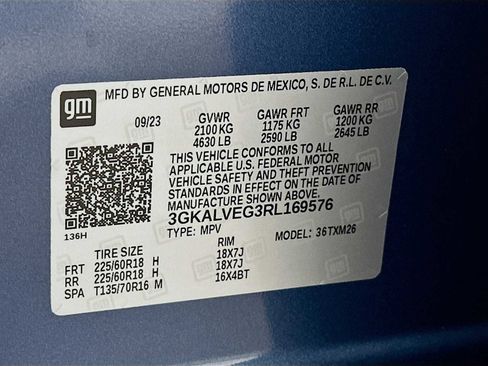 gm
MFD BY GENERAL MOTORS DE MEXICO, S. DE R.L. DE C.V.
09/23 GVWR GAWR FRT GAWR RR
2100 KG 1175 KG 1200 KG
4630 LB 2590 LB 2645 LB
THIS VEHICLE CONFORMS TO ALL
APPLICABLE U.S. FEDERAL MOTOR
VEHICLE SAFETY AND THEFT PREVENTION
STANDARDS IN EFFECT ON THE DATE OF
MANUFACTURE SHOWN ABOVE.
3GKALVEG3RL169576
136H TYPE: MPV MODEL: 36TXM26
TIRE SIZE RIM
FRT 225/60R18 H 18X7J
RR 225/60R18 H 18X7J
SPA T135/70R16 M 16X4BT